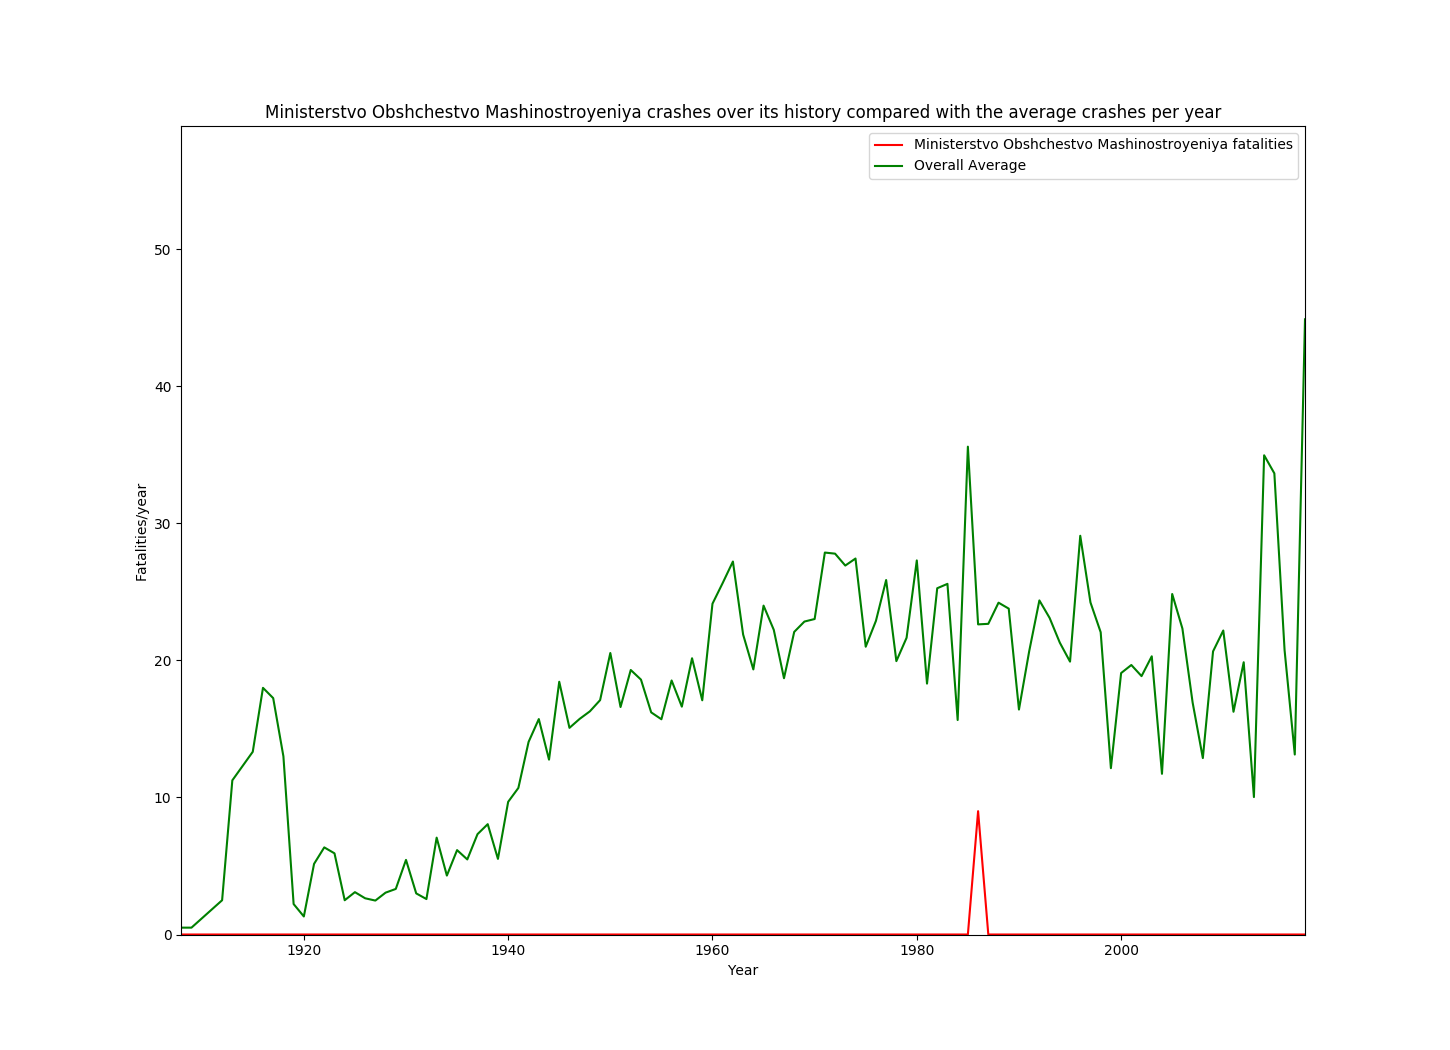 Ministerstvo Obshchestvo Mashinostroyeniya crashes over its history compared with the average crashes per year
Ministerstvo Obshchestvo Mashinostroyeniya fatalities
Overall Average
50
40
30
20
10
0
Fatalities/year
1920
1940
1960
1980
2000
Year